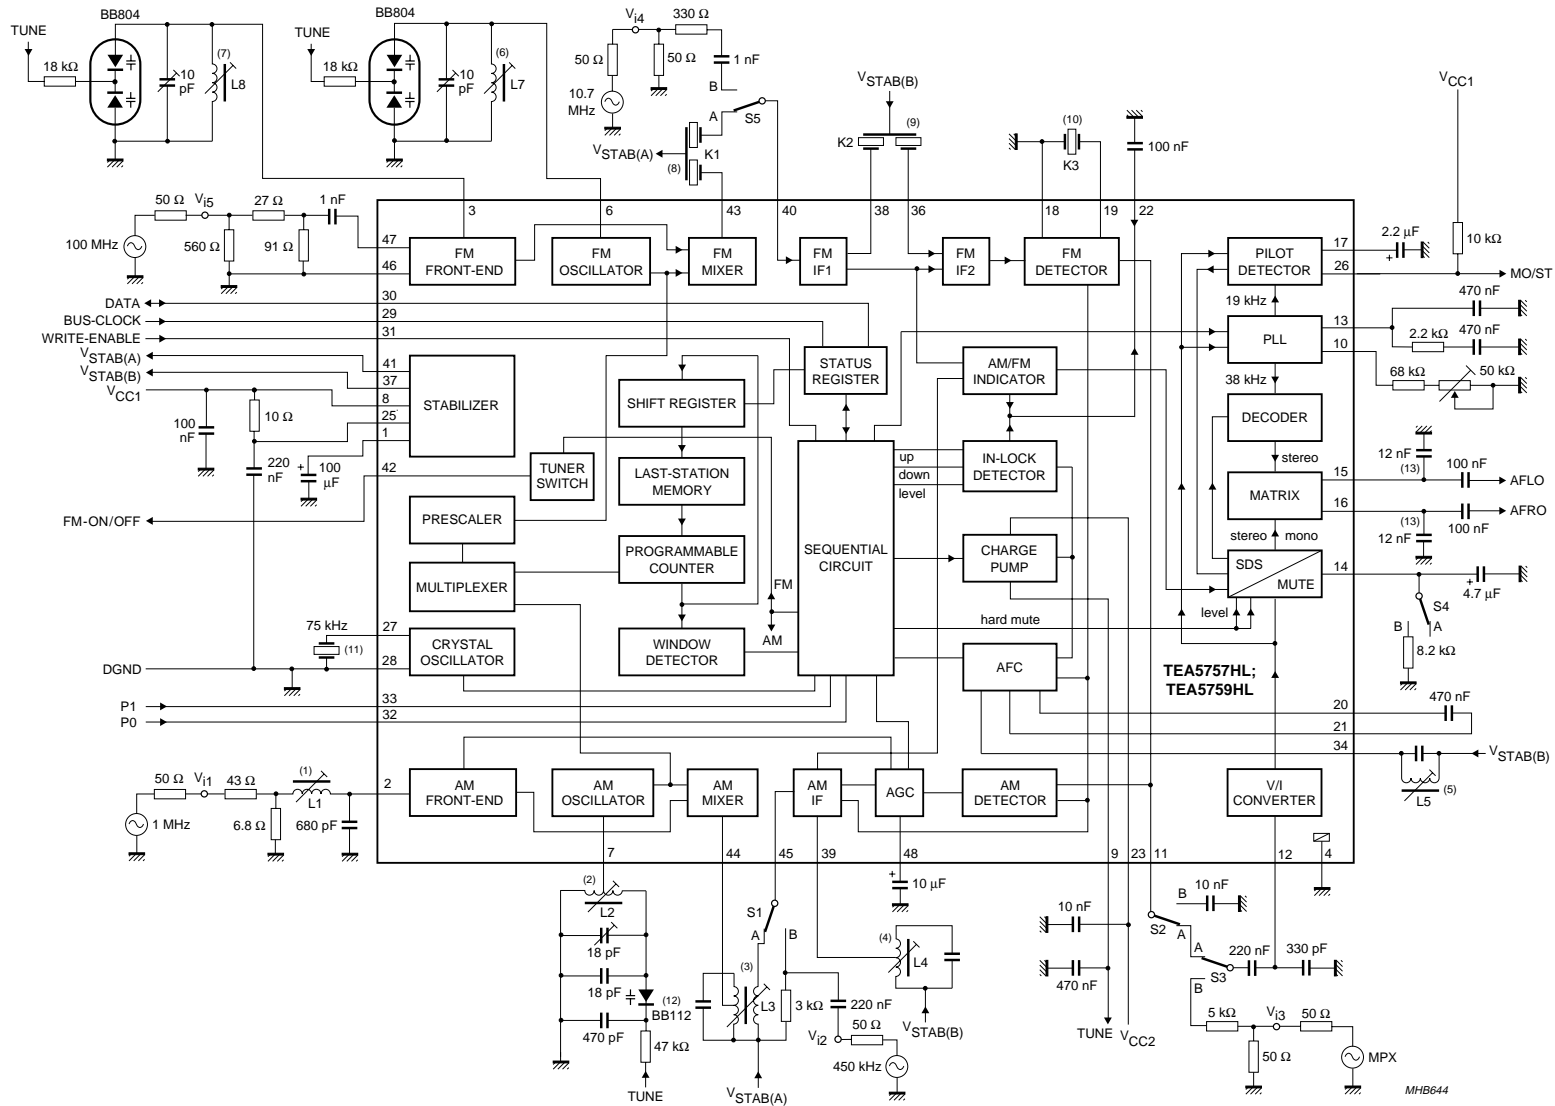 BB804
TUNE
18 kΩ
10
pF
(7)
L8
BB804
TUNE
18 kΩ
10
pF
(6)
L7
Vi4
330 Ω
50 Ω
50 Ω
1 nF
10.7
MHz
B
A
S5
VSTAB(A)
K1
(8)
VSTAB(B)
K2
(9)
(10)
K3
100 nF
VCC1
10 kΩ
50 Ω
Vi5
27 Ω
1 nF
100 MHz
560 Ω
91 Ω
47
46
3
6
43
40
38
36
18
19
22
FM
FRONT-END
FM
OSCILLATOR
FM
MIXER
FM
IF1
FM
IF2
FM
DETECTOR
PILOT
DETECTOR
17
26
2.2 µF
+
MO/ST
DATA
30
BUS-CLOCK
29
WRITE-ENABLE
31
VSTAB(A)
41
VSTAB(B)
37
VCC1
8
25
1
42
100
nF
10 Ω
220
nF
+
100
µF
STABILIZER
TUNER
SWITCH
SHIFT REGISTER
STATUS
REGISTER
LAST-STATION
MEMORY
PROGRAMMABLE
COUNTER
WINDOW
DETECTOR
PRESCALER
MULTIPLEXER
FM-ON/OFF
FM
AM
SEQUENTIAL
CIRCUIT
AM/FM
INDICATOR
up
down
level
IN-LOCK
DETECTOR
CHARGE
PUMP
hard mute
AFC
19 kHz
PLL
38 kHz
DECODER
stereo
MATRIX
stereo
mono
SDS
MUTE
level
13
10
470 nF
2.2 kΩ
470 nF
68 kΩ
50 kΩ
12 nF
(13)
15
100 nF
AFLO
16
AFRO
(13)
100 nF
12 nF
14
+
4.7 µF
S4
B
A
8.2 kΩ
75 kHz
(11)
27
28
CRYSTAL
OSCILLATOR
DGND
P1
33
P0
32
TEA5757HL;
TEA5759HL
20
470 nF
21
34
VSTAB(B)
L5
(5)
50 Ω
Vi1
43 Ω
(1)
L1
2
1 MHz
6.8 Ω
680 pF
AM
FRONT-END
AM
OSCILLATOR
AM
MIXER
AM
IF
AGC
AM
DETECTOR
V/I
CONVERTER
7
44
45
39
48
9
23
11
12
4
(2)
L2
18 pF
18 pF
(12)
BB112
470 pF
47 kΩ
TUNE
S1
A
B
(3)
L3
3 kΩ
220 nF
Vi2
50 Ω
450 kHz
VSTAB(A)
+
10 µF
(4)
L4
VSTAB(B)
10 nF
470 nF
TUNE
VCC2
B
10 nF
S2
A
A
S3
B
220 nF
330 pF
5 kΩ
Vi3
50 Ω
50 Ω
MPX
MHB644